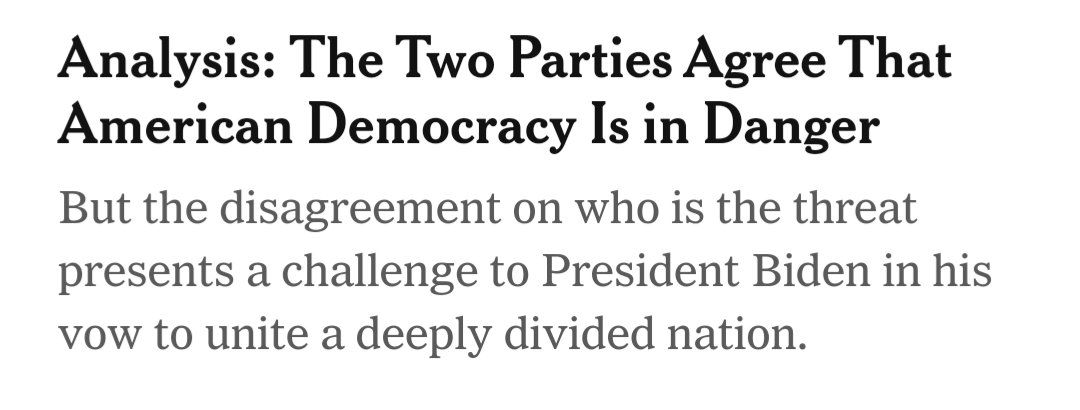 Analysis: The Two Parties Agree That
American Democracy Is in Danger
But the disagreement on who is the threat
presents a challenge to President Biden in his
vow to unite a deeply divided nation.